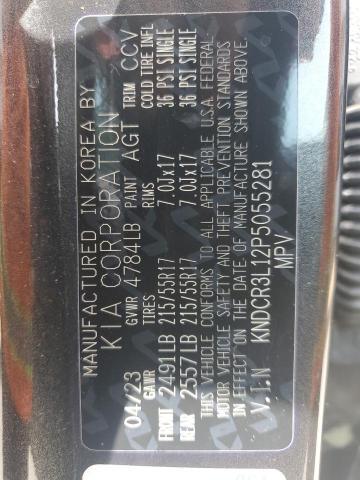 MANUFACTURED IN KOREA BY
KIA CORPORATION
04/23 GVWR 4784LB PAINT AGT TRIM CCV
GAWR TIRES RIMS COLD TIRE INFL
FRONT 2491LB 215/55R17 7.0JX17 36 PSI SINGLE
REAR 2557LB 215/55R17 7.0JX17 36 PSI SINGLE
THIS VEHICLE CONFORMS TO ALL APPLICABLE U.S.A. FEDERAL
MOTOR VEHICLE SAFETY AND THEFT PREVENTION STANDARDS
IN EFFECT ON THE DATE OF MANUFACTURE SHOWN ABOVE.
V.I.N KNDCR3L12P5055281
MPV